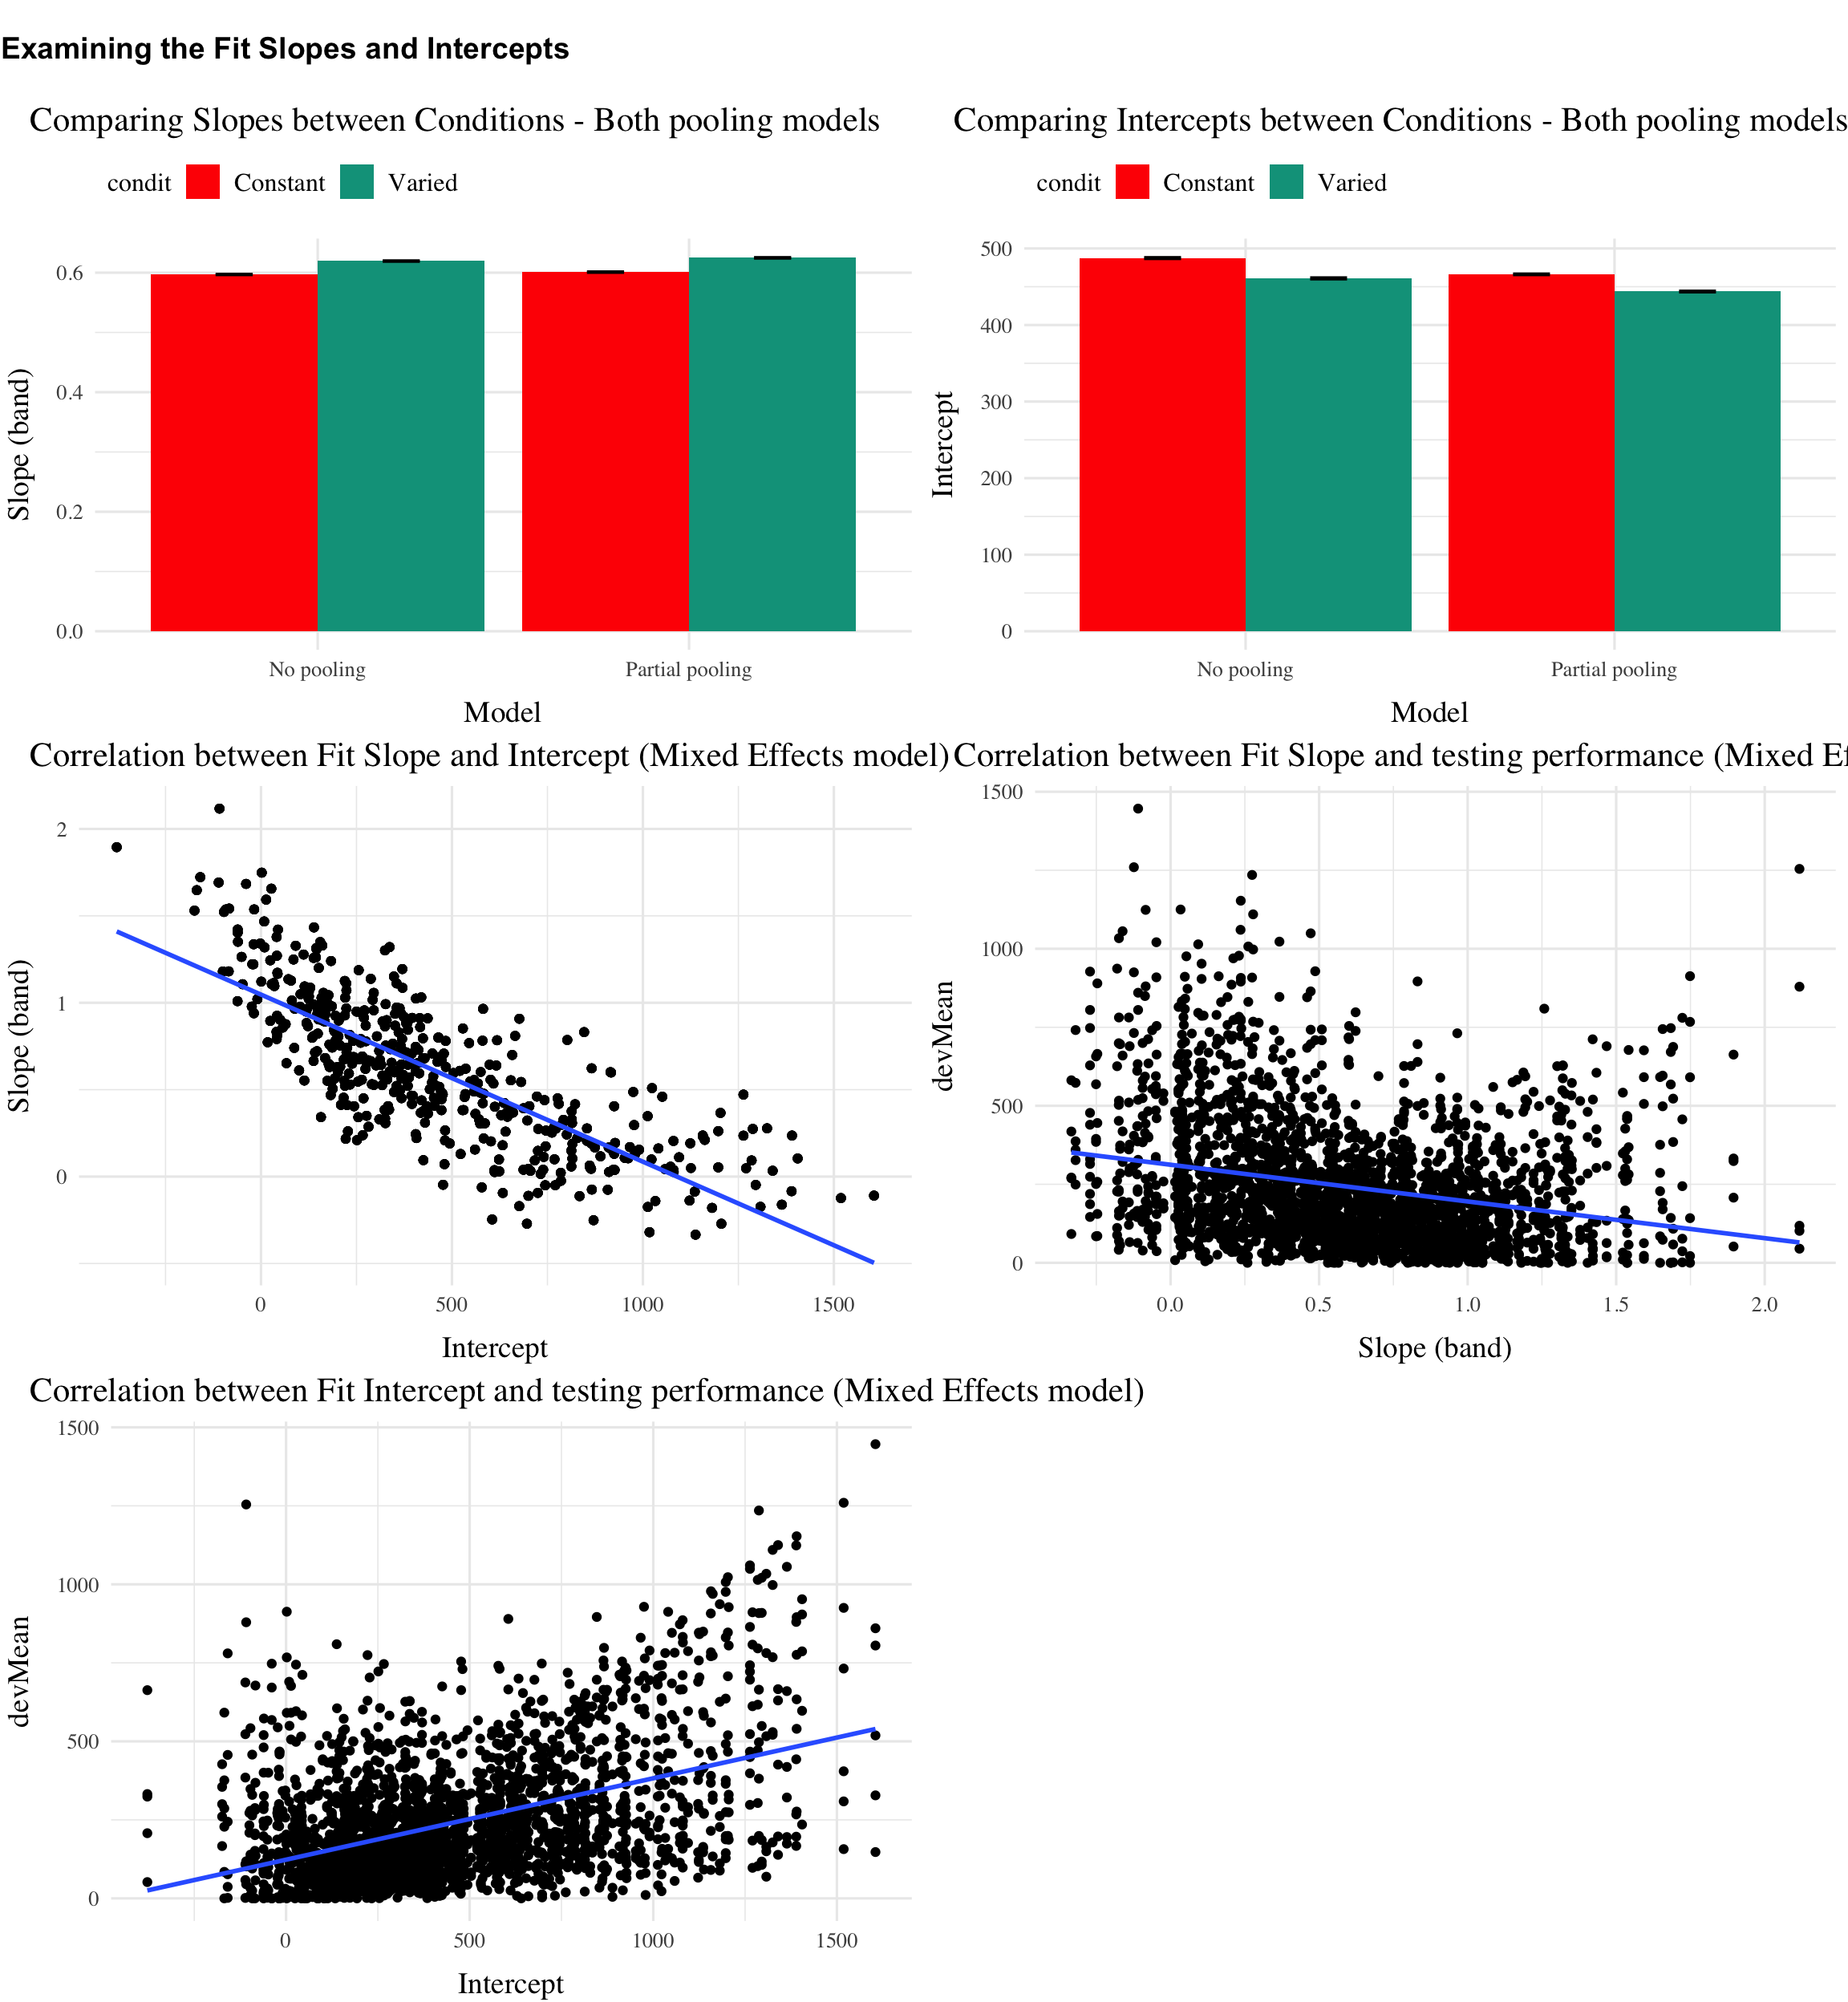 Examining the Fit Slopes and Intercepts
Comparing Slopes between Conditions - Both pooling models
condit Constant Varied
Slope (band)
0.6
0.4
0.2
0.0
No pooling Partial pooling
Model
Comparing Intercepts between Conditions - Both pooling models
condit Constant Varied
Intercept
500
400
300
200
100
0
No pooling Partial pooling
Model
Correlation between Fit Slope and Intercept (Mixed Effects model)
Slope (band)
2
1
0
0 500 1000 1500
Intercept
Correlation between Fit Slope and testing performance (Mixed Ef
devMean
1500
1000
500
0
0.0 0.5 1.0 1.5 2.0
Slope (band)
Correlation between Fit Intercept and testing performance (Mixed Effects model)
devMean
1500
1000
500
0
0 500 1000 1500
Intercept